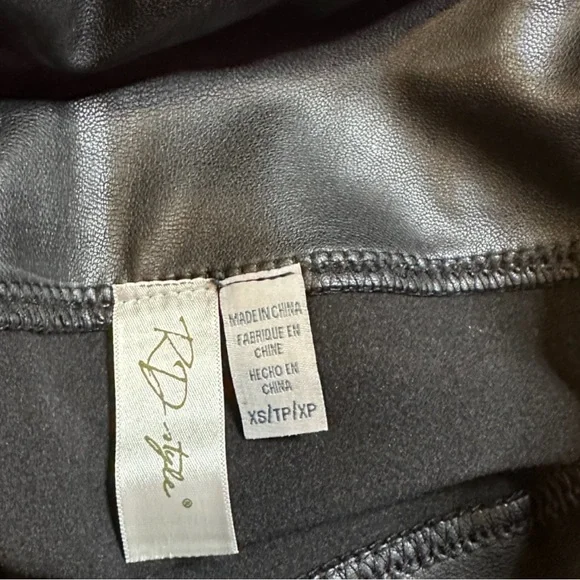 RD style®
MADE IN CHINA
FABRIQUE EN
CHINE
HECHO EN
CHINA
XS/TP/XP